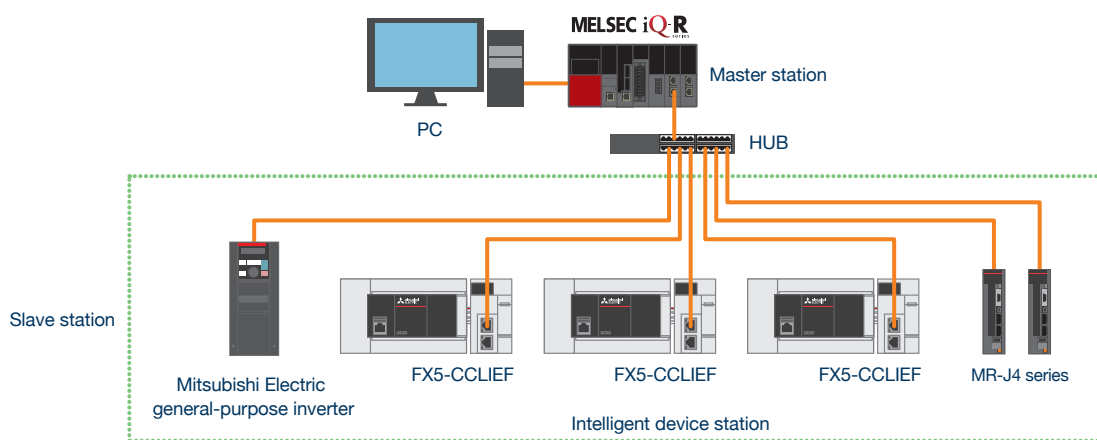 MELSEC iQ-R
series
Master station
PC
HUB
Slave station
FX5-CCLIEF
FX5-CCLIEF
FX5-CCLIEF
MR-J4 series
Mitsubishi Electric
general-purpose inverter
Intelligent device station